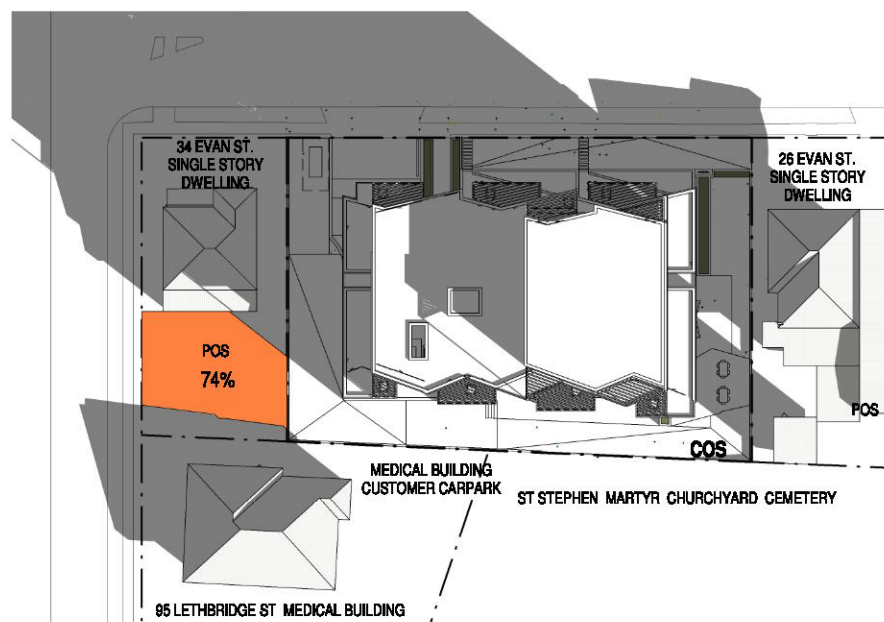 34 EVAN ST.
SINGLE STORY
DWELLING
26 EVAN ST.
SINGLE STORY
DWELLING
POS
74%
POS
COS
MEDICAL BUILDING
CUSTOMER CARPARK
ST STEPHEN MARTYR CHURCHYARD CEMETERY
95 LETHBRIDGE ST MEDICAL BUILDING